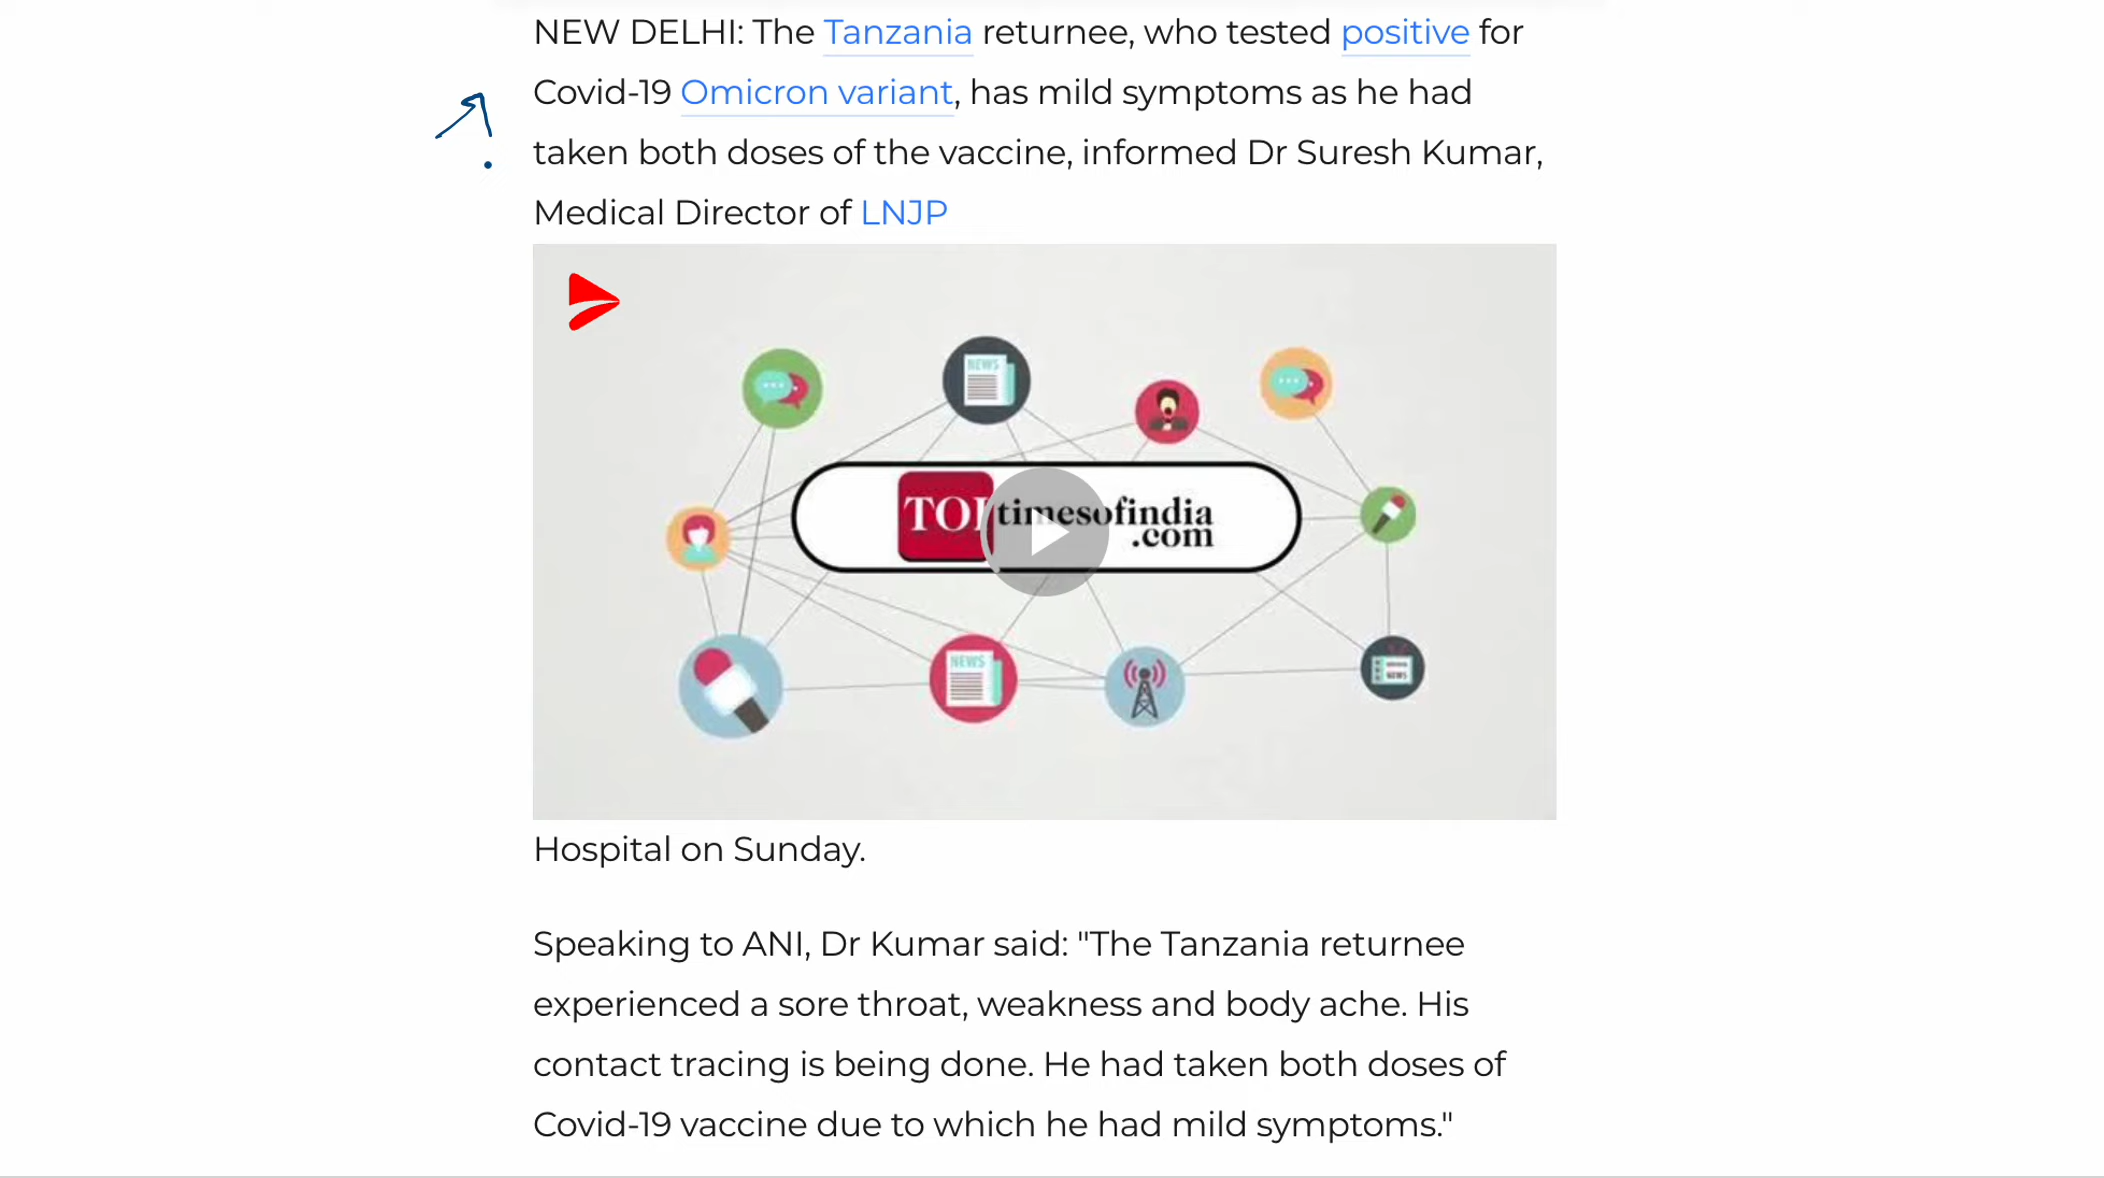 NEW DELHI: The Tanzania returnee, who tested positive for
Covid-19 Omicron variant, has mild symptoms as he had
taken both doses of the vaccine, informed Dr Suresh Kumar,
Medical Director of LNJP
NEWS
TOI timesofindia
.com
NEWS
NEWS
Hospital on Sunday.
Speaking to ANI, Dr Kumar said: "The Tanzania returnee
experienced a sore throat, weakness and body ache. His
contact tracing is being done. He had taken both doses of
Covid-19 vaccine due to which he had mild symptoms."